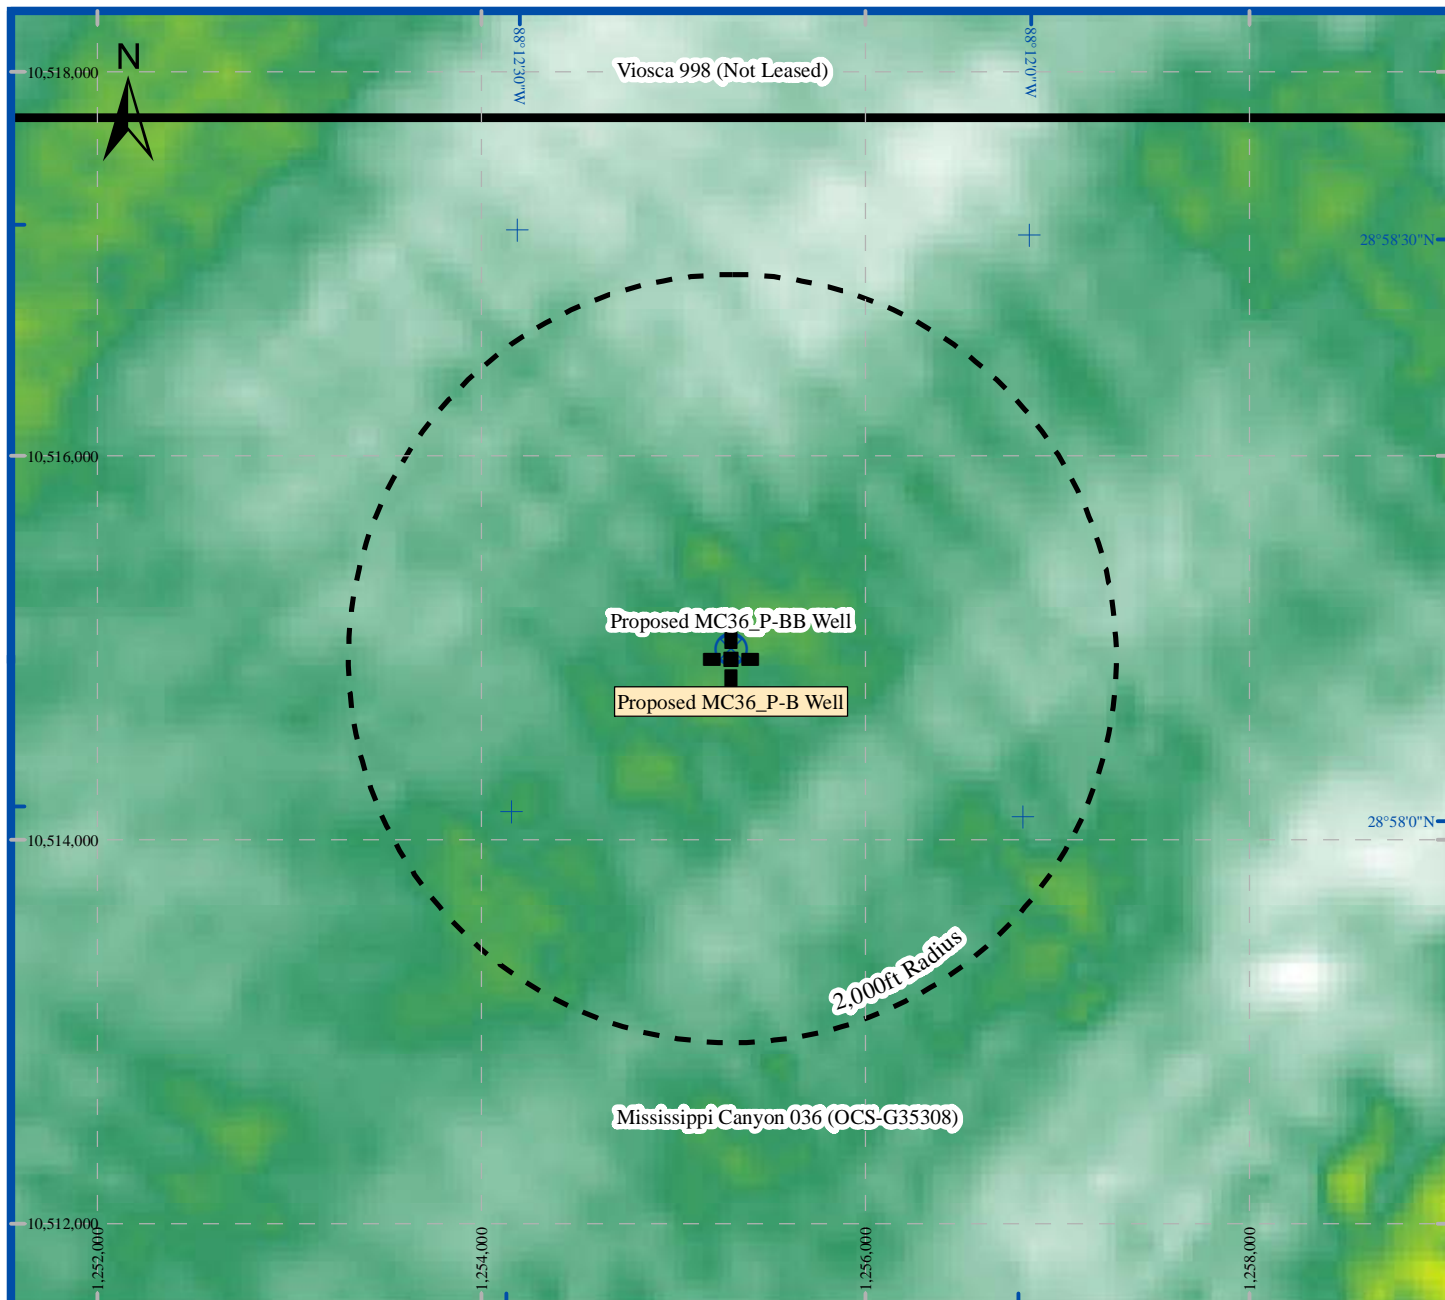 N
88°12'30"W
88°12'0"W
10,518,000
Viosca 998 (Not Leased)
28°58'30"N
10,516,000
Proposed MC36_P-BB Well
Proposed MC36_P-B Well
28°58'0"N
10,514,000
2,000ft Radius
Mississippi Canyon 036 (OCS-G35308)
10,512,000
1,252,000
1,254,000
1,256,000
1,258,000